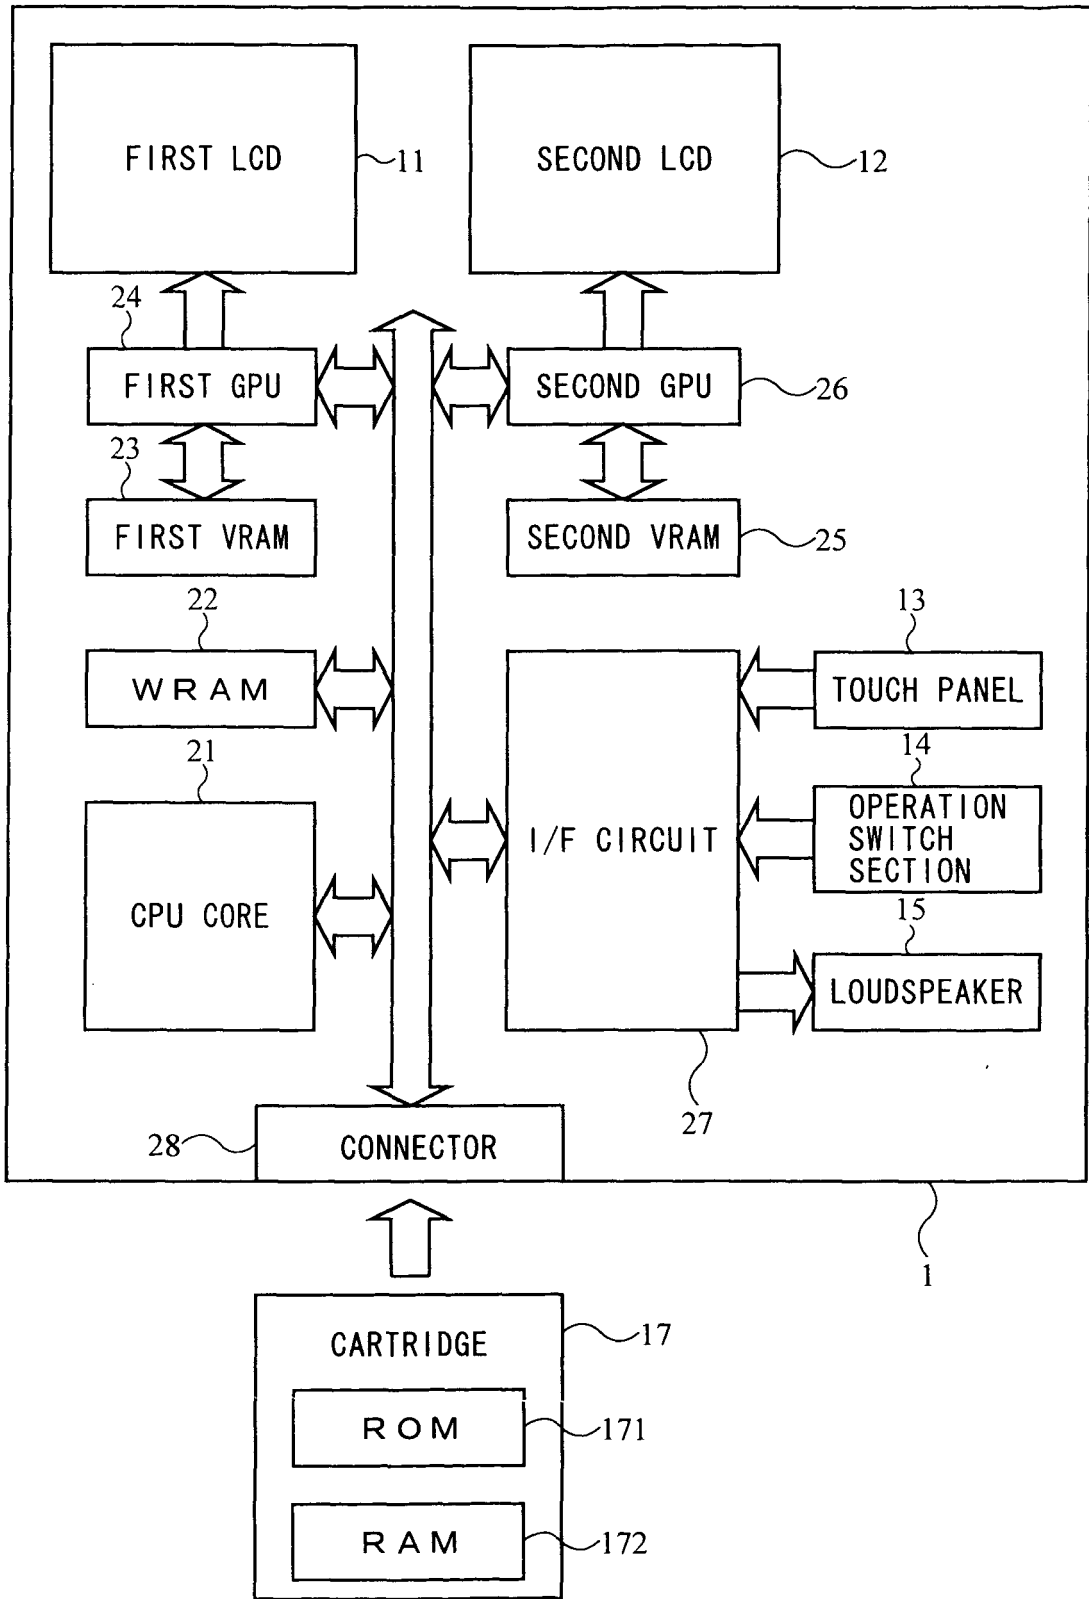 FIRST LCD
11
SECOND LCD
12
24
FIRST GPU
SECOND GPU
26
23
FIRST VRAM
SECOND VRAM
25
22
WRAM
13
TOUCH PANEL
21
CPU CORE
I/F CIRCUIT
14
OPERATION
SWITCH
SECTION
15
LOUDSPEAKER
27
28
CONNECTOR
1
CARTRIDGE
17
ROM
171
RAM
172